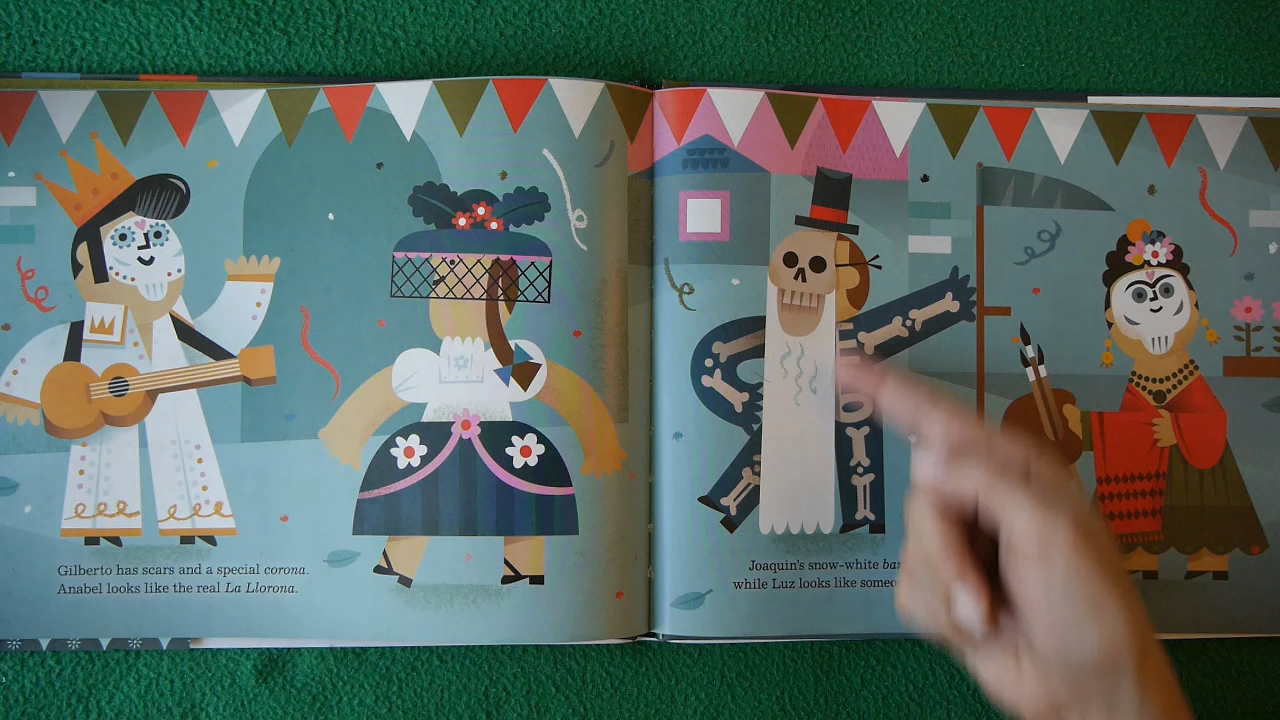 Gilberto has scars and a special corona.
Anabel looks like the real La Llorona.
Joaquin's snow-white
while Luz looks like